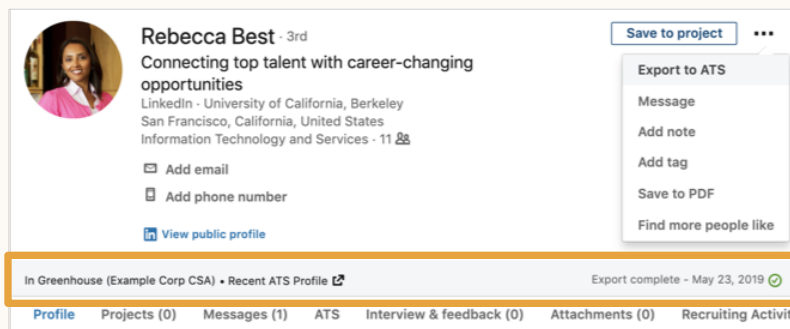 Rebecca Best · 3rd
Connecting top talent with career-changing
opportunities
LinkedIn · University of California, Berkeley
San Francisco, California, United States
Information Technology and Services · 11
Add email
Add phone number
in View public profile
Save to project
Export to ATS
Message
Add note
Add tag
Save to PDF
Find more people like
In Greenhouse (Example Corp CSA) • Recent ATS Profile
Export complete - May 23, 2019
Profile Projects (0) Messages (1) ATS Interview & feedback (0) Attachments (0) Recruiting Activit